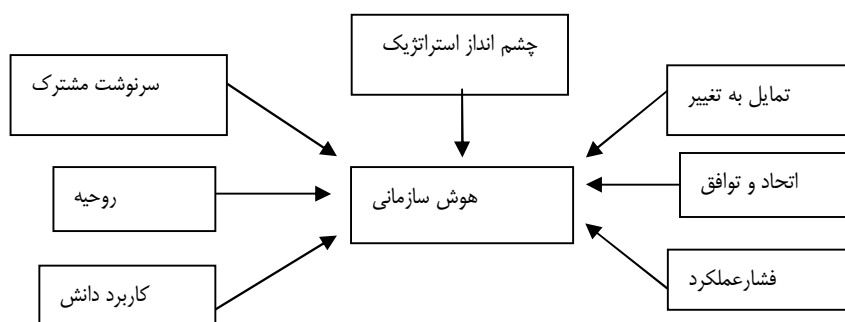 چشم انداز استراتژیک
تمایل به تغییر
سرنوشت مشترک
اتحاد و توافق
هوش سازمانی
روحیه
فشارعملکرد
کاربرد دانش